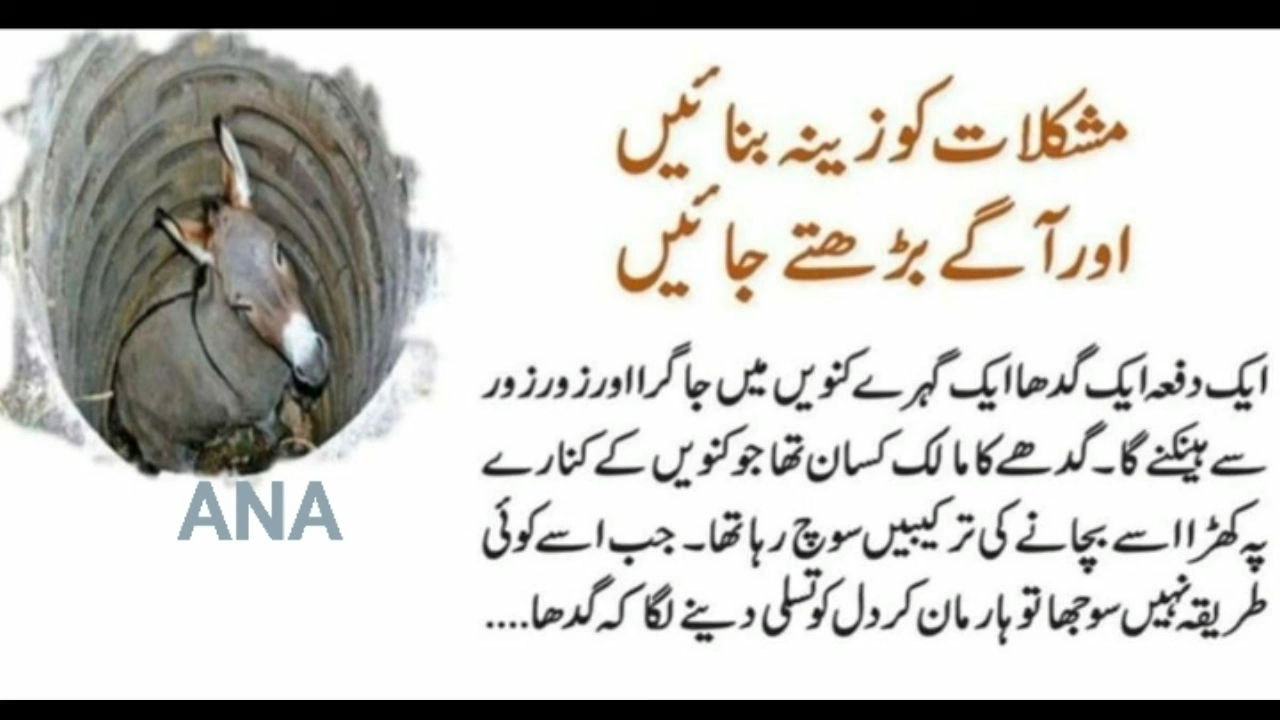 مشکلات کو زینہ بنائیں
اور آگے بڑھتے جائیں
ایک دفعہ ایک گدھا ایک گہرے کنویں میں جا گرا اور زور زور
سے ہینکنے گا۔ گدھے کا مالک کسان تھا جو کنویں کے کنارے
پہ کھڑا اسے بچانے کی ترکیبیں سوچ رہا تھا۔ جب اسے کوئی
طریقہ نہیں سوجھا تو ہار مان کر دل کو تسلی دینے لگا کہ گدھا....
ANA